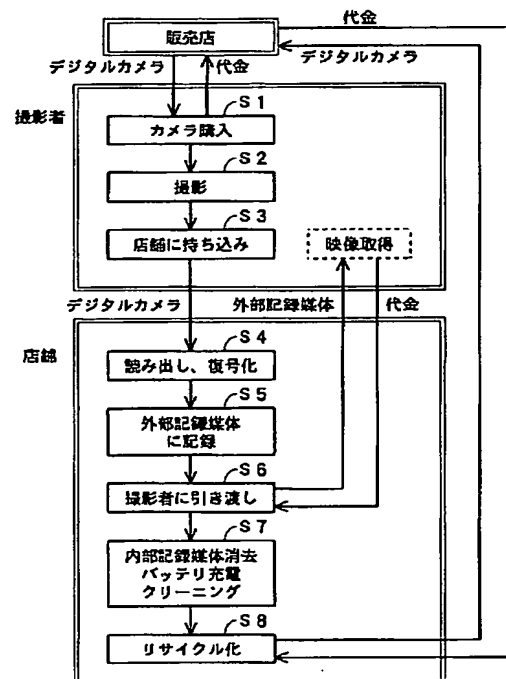 代金
販売店
デジタルカメラ
デジタルカメラ
代金
撮影者
S1
カメラ購入
S2
撮影
S3
店舗に持ち込み
映像取得
デジタルカメラ
外部記録媒体
代金
店舗
S4
読み出し、復号化
S5
外部記録媒体
に記録
S6
撮影者に引き渡し
S7
内部記録媒体消去
バッテリ充電
クリーニング
S8
リサイクル化